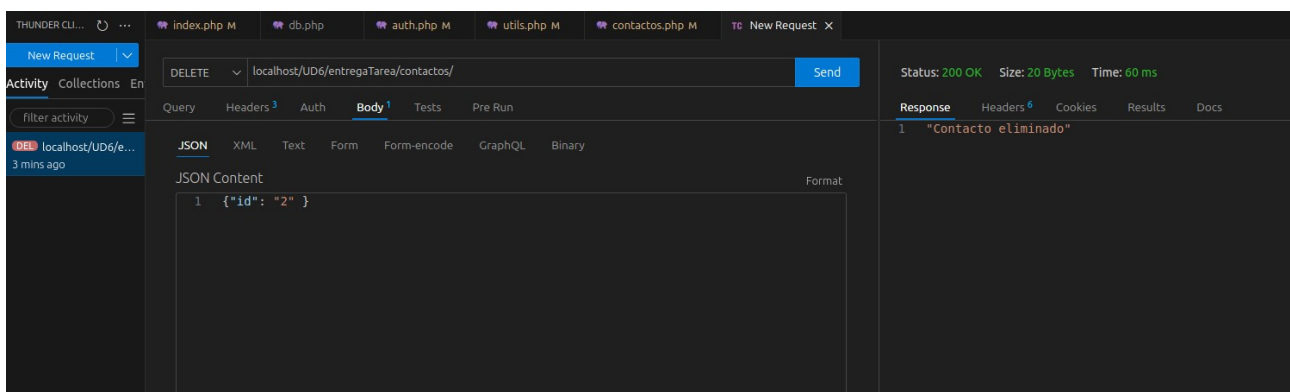 THUNDER CLI... ...
index.php M
db.php
auth.php M
utils.php M
contactos.php M
TC New Request ×
New Request
Activity Collections En
filter activity
DEL localhost/UD6/e...
3 mins ago
DELETE localhost/UD6/entregaTarea/contactos/ Send
Query Headers 3 Auth Body 1 Tests Pre Run
JSON XML Text Form Form-encode GraphQL Binary
JSON Content Format
1 {"id": "2" }
Status: 200 OK Size: 20 Bytes Time: 60 ms
Response Headers 6 Cookies Results Docs
1 "Contacto eliminado"